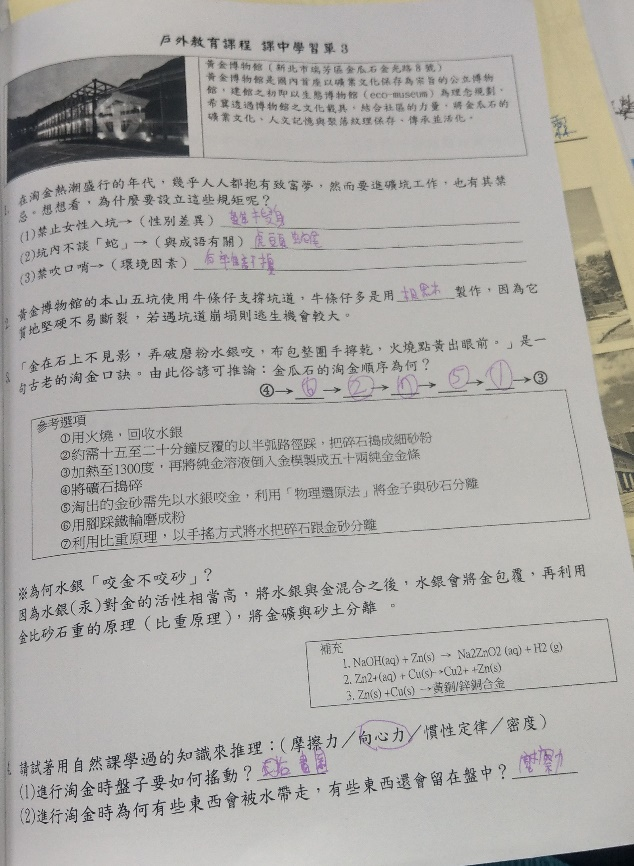 戶外教育課程 課中學習單 3
黃金博物館（新北市瑞芳區金瓜石金光路 8 號）
黃金博物館是國內首座以礦業文化保存為宗旨的公立博物
館，建館之初即以生態博物館（eco-museum）為理念規劃，
希冀透過博物館之文化載具，結合社區的力量，將金瓜石的
礦業文化、人文記憶與聚落紋理保存、傳承並活化。
1. 在淘金熱潮盛行的年代，幾乎人人都抱有致富夢，然而要進礦坑工作，也有其禁
忌。想想看，為什麼要設立這些規矩呢？
(1)禁止女性入坑→（性別差異）
(2)坑內不談「蛇」→（與成語有關）虎頭
(3)禁吹口哨→（環境因素）
2. 黃金博物館的本山五坑使用牛條仔支撐坑道，牛條仔多是用 相思木 製作，因為它
質地堅硬不易斷裂，若遇坑道崩塌則逃生機會較大。
3. 「金在石上不見影，弄破磨粉水銀咬，布包整團手擰乾，火燒點黃出眼前。」是一
句古老的淘金口訣。由此俗諺可推論：金瓜石的淘金順序為何？
④→⑥→②→⑦→⑤→①→③
參考選項
①用火燒，回收水銀
②約需十五至二十分鐘反覆的以半弧路徑踩，把碎石搗成細砂粉
③加熱至1300度，再將純金溶液倒入金模製成五十兩純金金條
④將礦石搗碎
⑤淘出的金砂需先以水銀咬金，利用「物理還原法」將金子與砂石分離
⑥用腳踩鐵輪磨成粉
⑦利用比重原理，以手搖方式將水把碎石跟金砂分離
※為何水銀「咬金不咬砂」？
因為水銀(汞)對金的活性相當高，將水銀與金混合之後，水銀會將金包覆，再利用
金比砂石重的原理（比重原理），將金礦與砂土分離 。
補充
1. NaOH(aq) + Zn(s) → Na2ZnO2 (aq) + H2 (g)
2. Zn2+(aq) + Cu(s)→Cu2+ +Zn(s)
3. Zn(s) +Cu(s) →黃銅/鋅銅合金
請試著用自然課學過的知識來推理：(摩擦力／向心力／慣性定律／密度)
(1)進行淘金時盤子要如何搖動？
(2)進行淘金時為何有些東西會被水帶走，有些東西還會留在盤中？ 摩擦力